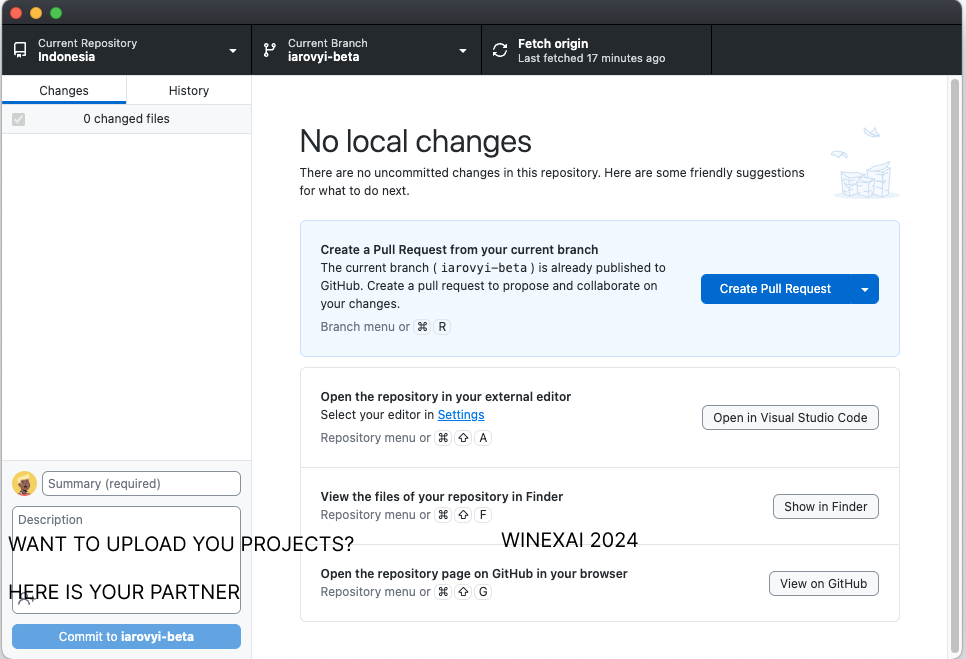 Current Repository
Indonesia
Current Branch
iarovyi-beta
Fetch origin
Last fetched 17 minutes ago
Changes
History
0 changed files
No local changes
There are no uncommitted changes in this repository. Here are some friendly suggestions
for what to do next.
Create a Pull Request from your current branch
The current branch ( iarovyi-beta ) is already published to
GitHub. Create a pull request to propose and collaborate on
your changes.
Branch menu or ⌘ R
Create Pull Request
Open the repository in your external editor
Select your editor in Settings
Repository menu or ⌘ ⇧ A
Open in Visual Studio Code
View the files of your repository in Finder
Repository menu or ⌘ ⇧ F
Show in Finder
Open the repository page on GitHub in your browser
Repository menu or ⌘ ⇧ G
View on GitHub
Summary (required)
Description
WANT TO UPLOAD YOU PROJECTS?
WINEXAI 2024
HERE IS YOUR PARTNER
Commit to iarovyi-beta